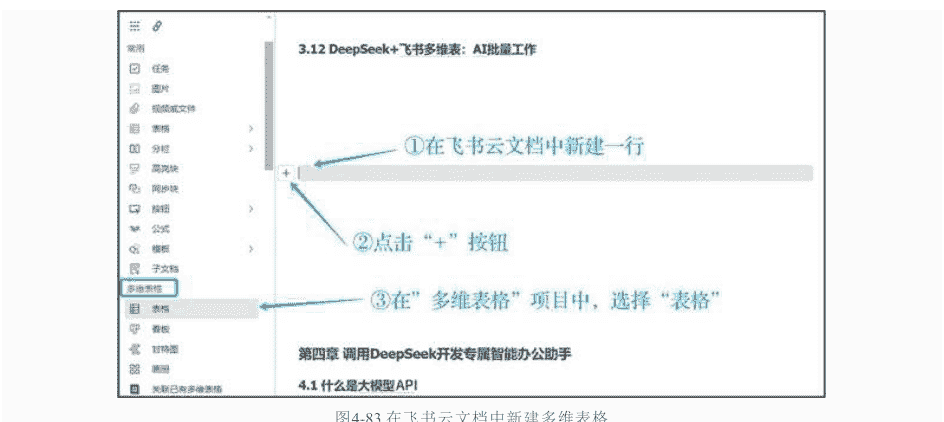 常用
任务
图片
视频或文件
表格
分栏
高亮块
同步块
按钮
公式
模板
子文档
多维表格
表格
看板
甘特图
画册
关联已有多维表格
3.12 DeepSeek+飞书多维表：AI批量工作
①在飞书云文档中新建一行
+
②点击“+”按钮
③在”多维表格”项目中，选择“表格”
第四章 调用DeepSeek开发专属智能办公助手
4.1 什么是大模型API
图4-83 在飞书云文档中新建多维表格